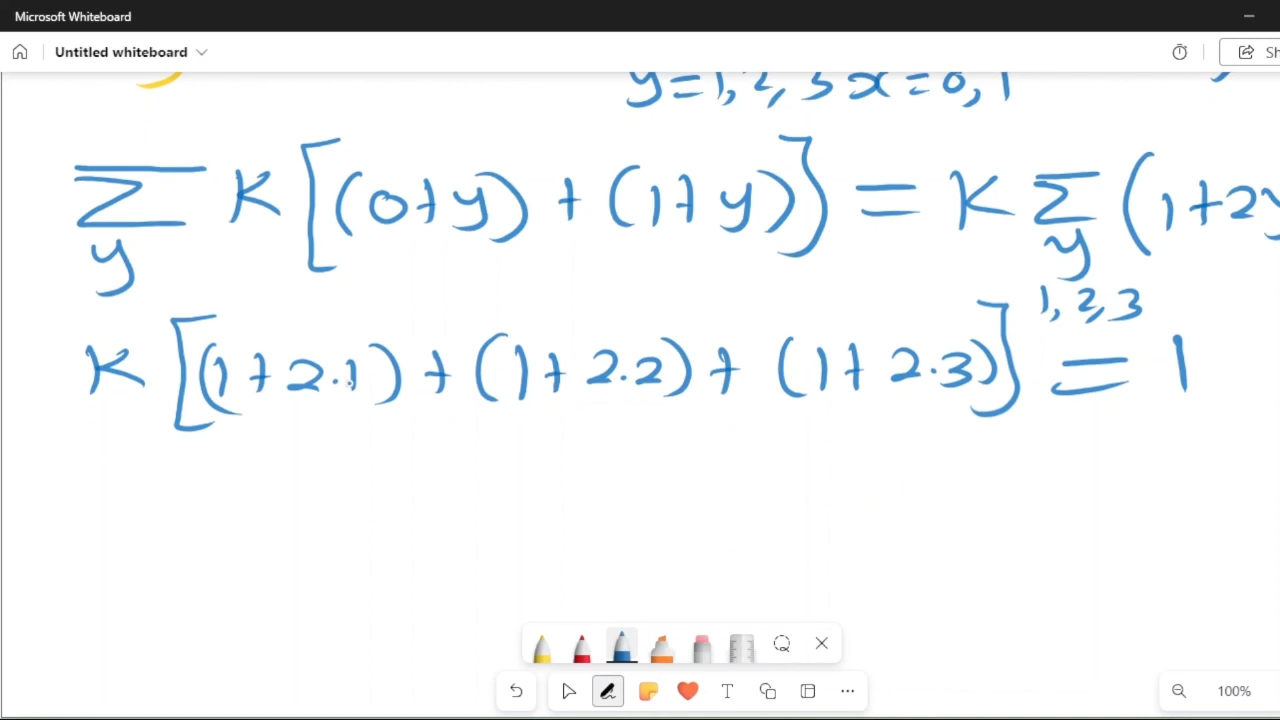 Microsoft Whiteboard
Untitled whiteboard
y=1,2,3 x=0,1
∑ K[(0+y)+(1+y)] = K ∑ (1+2y
y y
1,2,3
K[(1+2.1)+(1+2.2)+(1+2.3)] = 1
T
100%